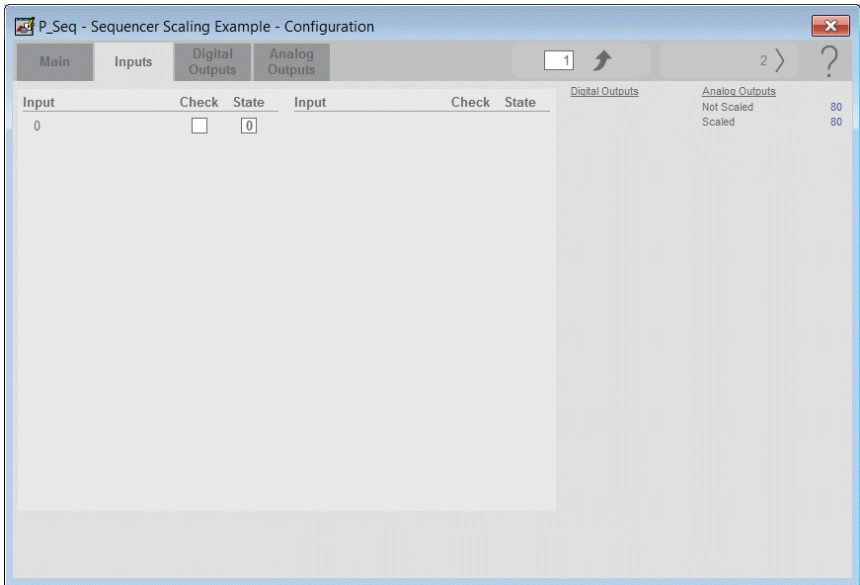 P_Seq - Sequencer Scaling Example - Configuration
Main
Inputs
Digital
Outputs
Analog
Outputs
1
2
?
Input Check State Input Check State
0 0
Digital Outputs
Analog Outputs
Not Scaled 80
Scaled 80